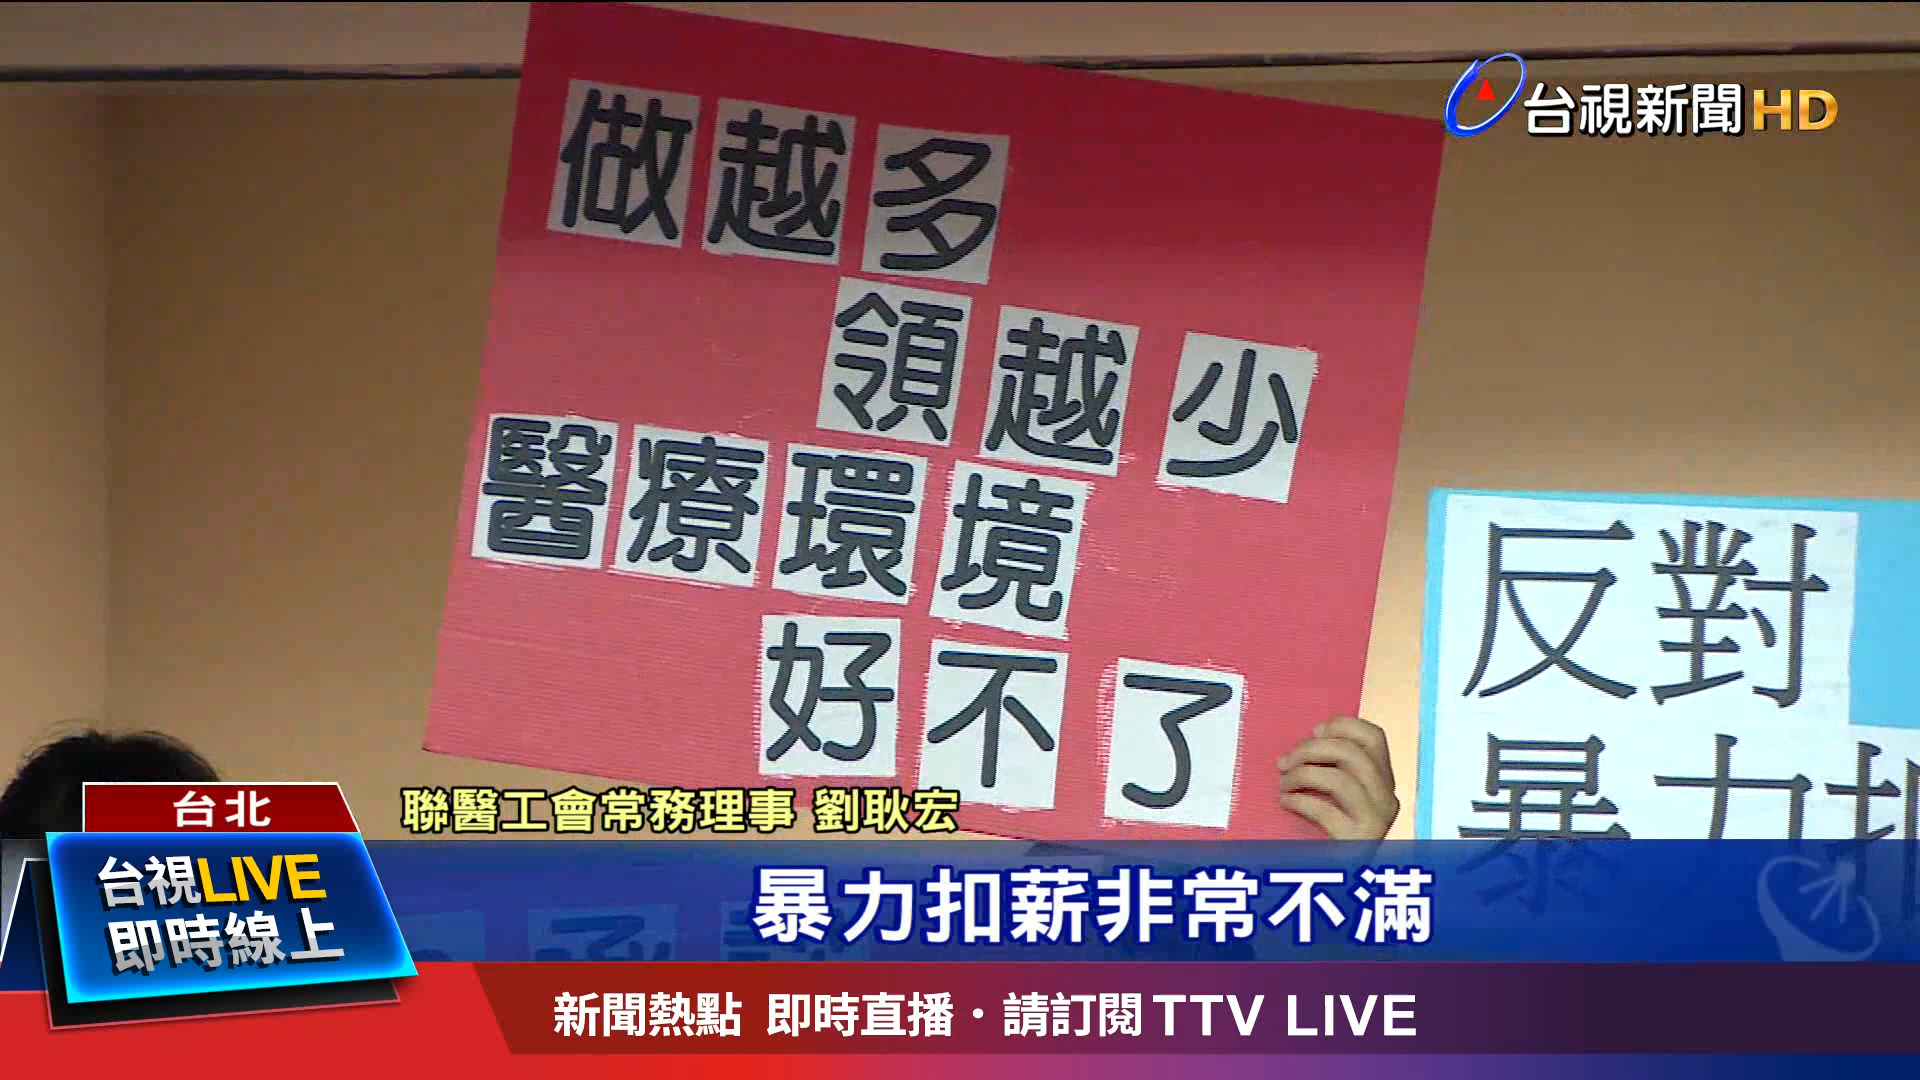 台視新聞HD
做越多
領越少
醫療環境
好不了
反對
暴力扣
台北
聯醫工會常務理事 劉耿宏
台視LIVE
即時線上
暴力扣薪非常不滿
新聞熱點 即時直播・請訂閱TTV LIVE